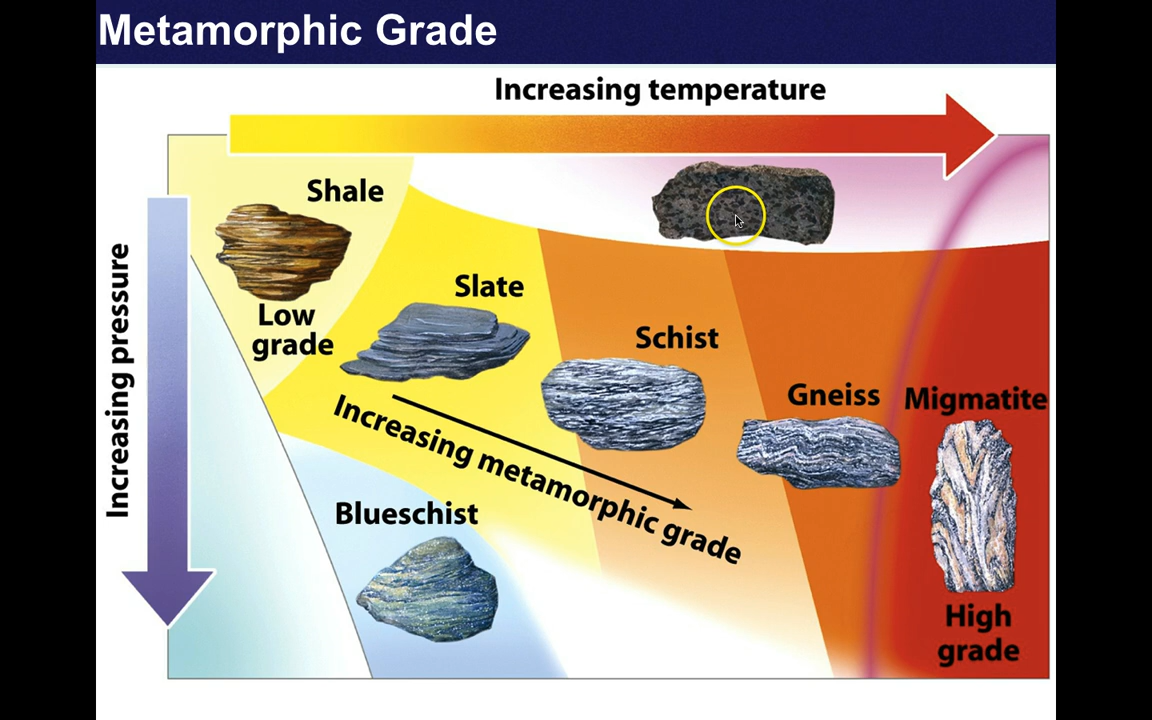 Metamorphic Grade
Increasing temperature
Increasing pressure
Shale
Low
grade
Slate
Schist
Gneiss
Migmatite
Increasing metamorphic grade
Blueschist
High
grade